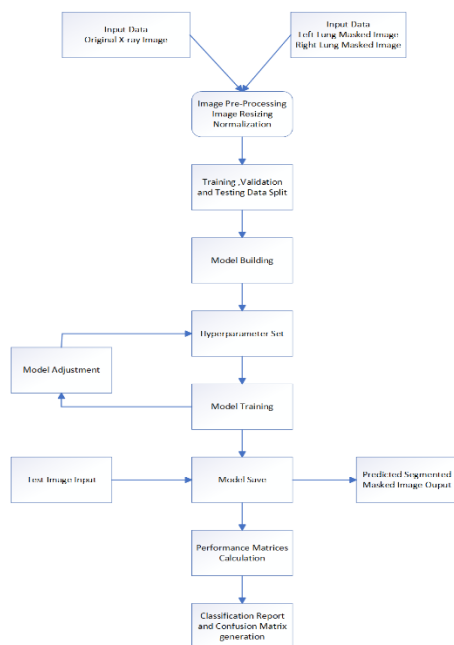 Input Data
Original X ray Image
Input Data
Left Lung Masked Image
Right Lung Masked Image
Image Pre-Processing
Image Resizing
Normalization
Training ,Validation
and Testing Data Split
Model Building
Hyperparameter Set
Model Adjustment
Model Training
Test Image Input
Model Save
Predicted Segmented
Masked Image Ouput
Performance Matrices
Calculation
Classification Report
and Confusion Matrix
generation